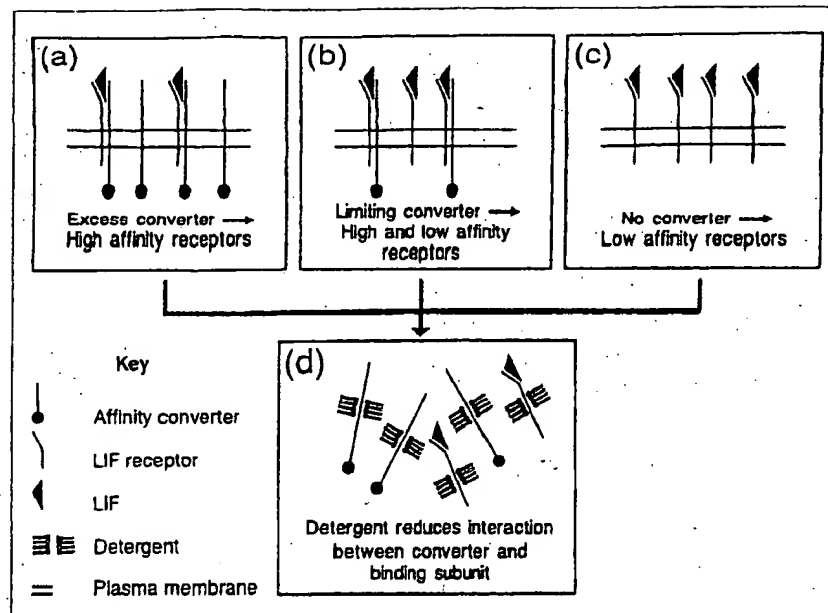 (a)
Excess converter
High affinity receptors
(b)
Limiting converter
High and low affinity
receptors
(c)
No converter
Low affinity receptors
Key
Affinity converter
LIF receptor
LIF
Detergent
Plasma membrane
(d)
Detergent reduces interaction
between converter and
binding subunit